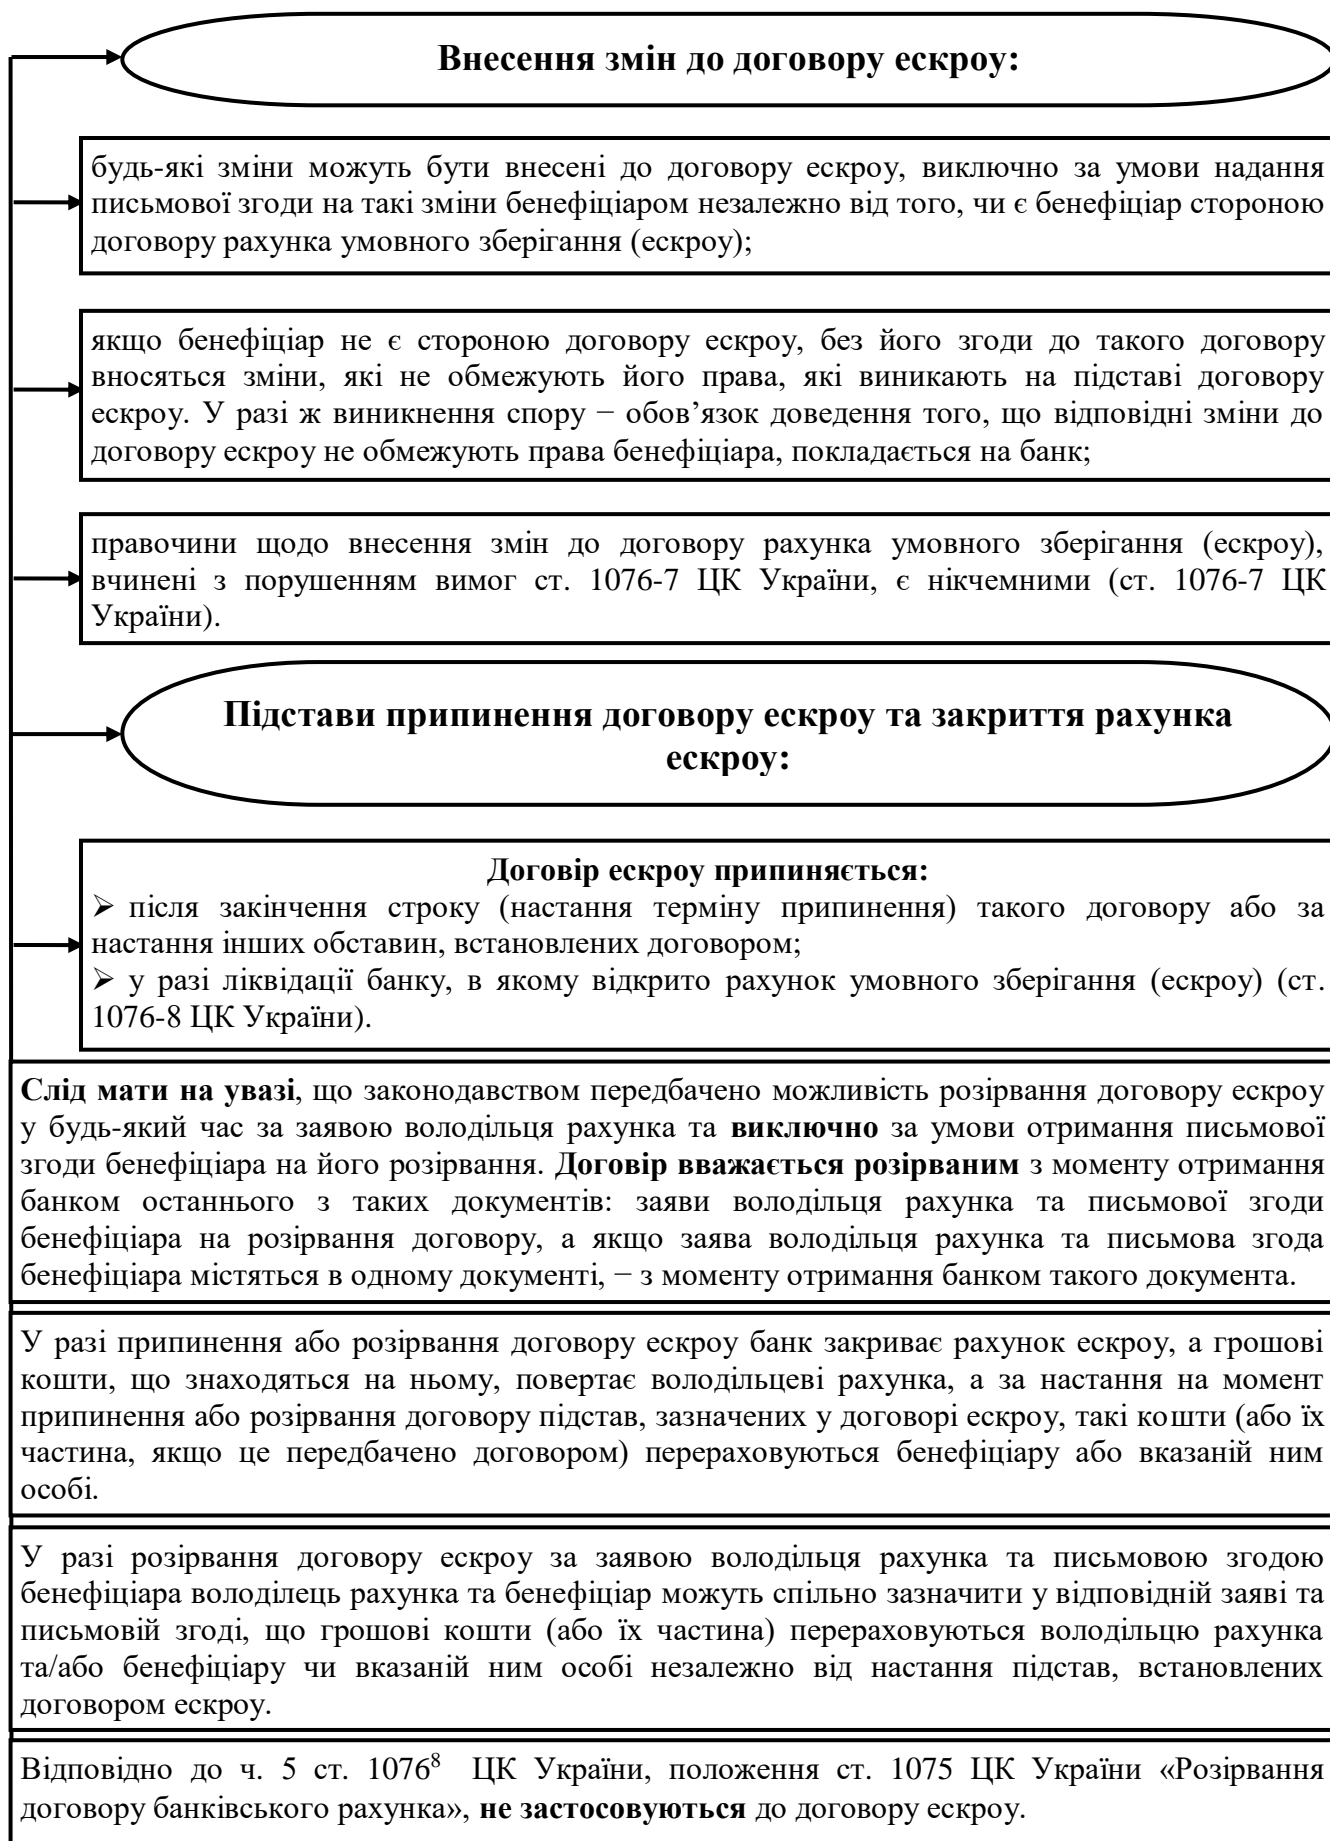 Внесення змін до договору ескроу:
будь-які зміни можуть бути внесені до договору ескроу, виключно за умови надання
письмової згоди на такі зміни бенефіціаром незалежно від того, чи є бенефіціар стороною
договору рахунка умовного зберігання (ескроу);
якщо бенефіціар не є стороною договору ескроу, без його згоди до такого договору
вносяться зміни, які не обмежують його права, які виникають на підставі договору
ескроу. У разі ж виникнення спору − обов’язок доведення того, що відповідні зміни до
договору ескроу не обмежують права бенефіціара, покладається на банк;
правочини щодо внесення змін до договору рахунка умовного зберігання (ескроу),
вчинені з порушенням вимог ст. 1076-7 ЦК України, є нікчемними (ст. 1076-7 ЦК
України).
Підстави припинення договору ескроу та закриття рахунка
ескроу:
Договір ескроу припиняється:
➢ після закінчення строку (настання терміну припинення) такого договору або за
настання інших обставин, встановлених договором;
➢ у разі ліквідації банку, в якому відкрито рахунок умовного зберігання (ескроу) (ст.
1076-8 ЦК України).
Слід мати на увазі, що законодавством передбачено можливість розірвання договору ескроу
у будь-який час за заявою володільця рахунка та виключно за умови отримання письмової
згоди бенефіціара на його розірвання. Договір вважається розірваним з моменту отримання
банком останнього з таких документів: заяви володільця рахунка та письмової згоди
бенефіціара на розірвання договору, а якщо заява володільця рахунка та письмова згода
бенефіціара містяться в одному документі, − з моменту отримання банком такого документа.
У разі припинення або розірвання договору ескроу банк закриває рахунок ескроу, а грошові
кошти, що знаходяться на ньому, повертає володільцеві рахунка, а за настання на момент
припинення або розірвання договору підстав, зазначених у договорі ескроу, такі кошти (або їх
частина, якщо це передбачено договором) перераховуються бенефіціару або вказаній ним
особі.
У разі розірвання договору ескроу за заявою володільця рахунка та письмовою згодою
бенефіціара володілець рахунка та бенефіціар можуть спільно зазначити у відповідній заяві та
письмовій згоді, що грошові кошти (або їх частина) перераховуються володільцю рахунка
та/або бенефіціару чи вказаній ним особі незалежно від настання підстав, встановлених
договором ескроу.
Відповідно до ч. 5 ст. 1076⁸ ЦК України, положення ст. 1075 ЦК України «Розірвання
договору банківського рахунка», не застосовуються до договору ескроу.